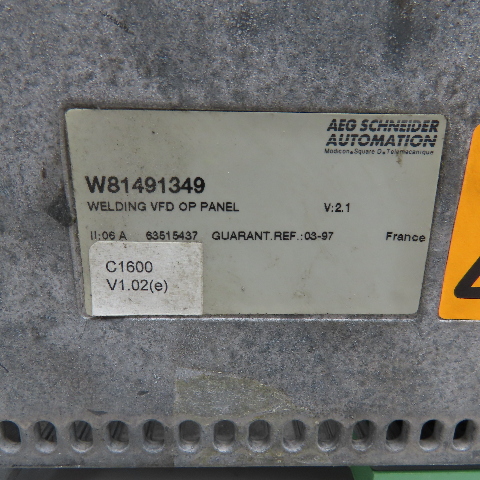 AEG SCHNEIDER
AUTOMATION
Modicon.Square D.Telemecanique
W81491349
WELDING VFD OP PANEL V:2.1
II:06 A 63515437 GUARANT.REF.:03-97 France
C1600
V1.02(e)